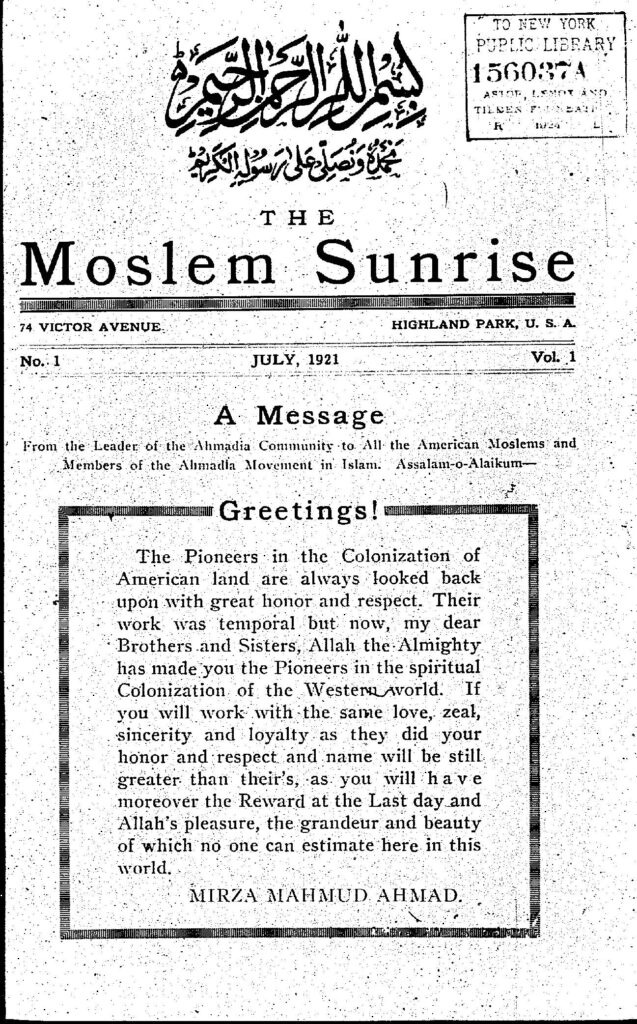 بسم الله الرحمن الرحيم
نحمده ونصلى على رسوله الكريم
TO NEW YORK
PUBLIC LIBRARY
156037A
ASTOR, LENOX AND
TILDEN
R 1924 L
THE
Moslem Sunrise
74 VICTOR AVENUE. HIGHLAND PARK, U. S. A.
No. 1 JULY, 1921 Vol. 1
A Message
From the Leader of the Ahmadia Community to All the American Moslems and
Members of the Ahmadia Movement in Islam. Assalam-o-Alaikum—
Greetings!
The Pioneers in the Colonization of
American land are always looked back
upon with great honor and respect. Their
work was temporal but now, my dear
Brothers and Sisters, Allah the Almighty
has made you the Pioneers in the spiritual
Colonization of the Western world. If
you will work with the same love, zeal,
sincerity and loyalty as they did your
honor and respect and name will be still
greater than their's, as you will have
moreover the Reward at the Last day and
Allah's pleasure, the grandeur and beauty
of which no one can estimate here in this
world.
MIRZA MAHMUD AHMAD.